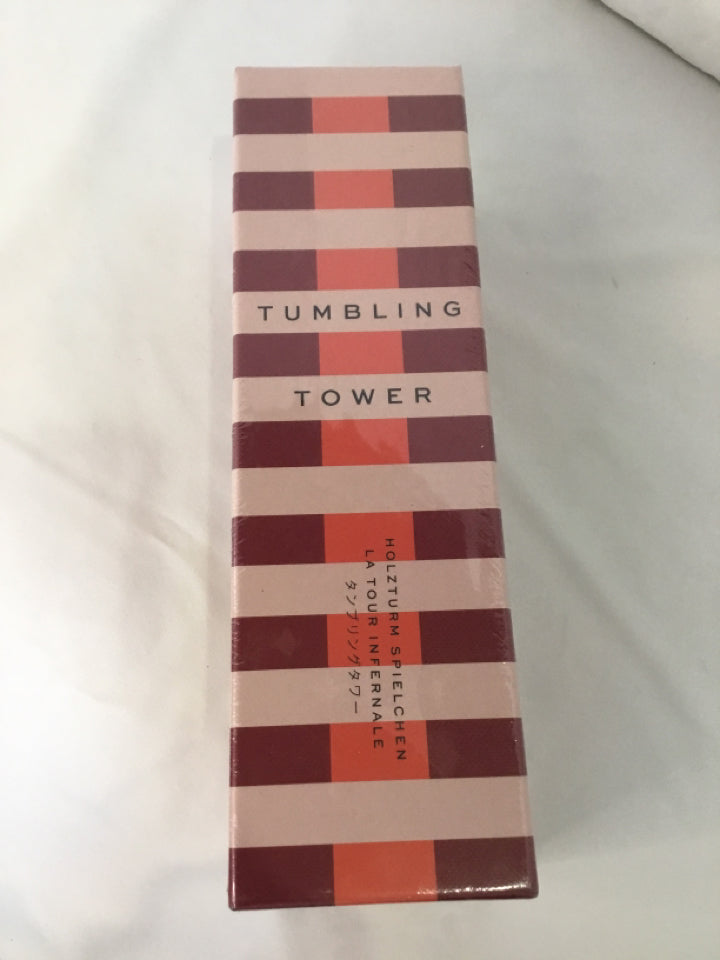 TUMBLING
TOWER
HOLZTURM SPIELCHEN
LA TOUR INFERNALE
タンブリングタワー